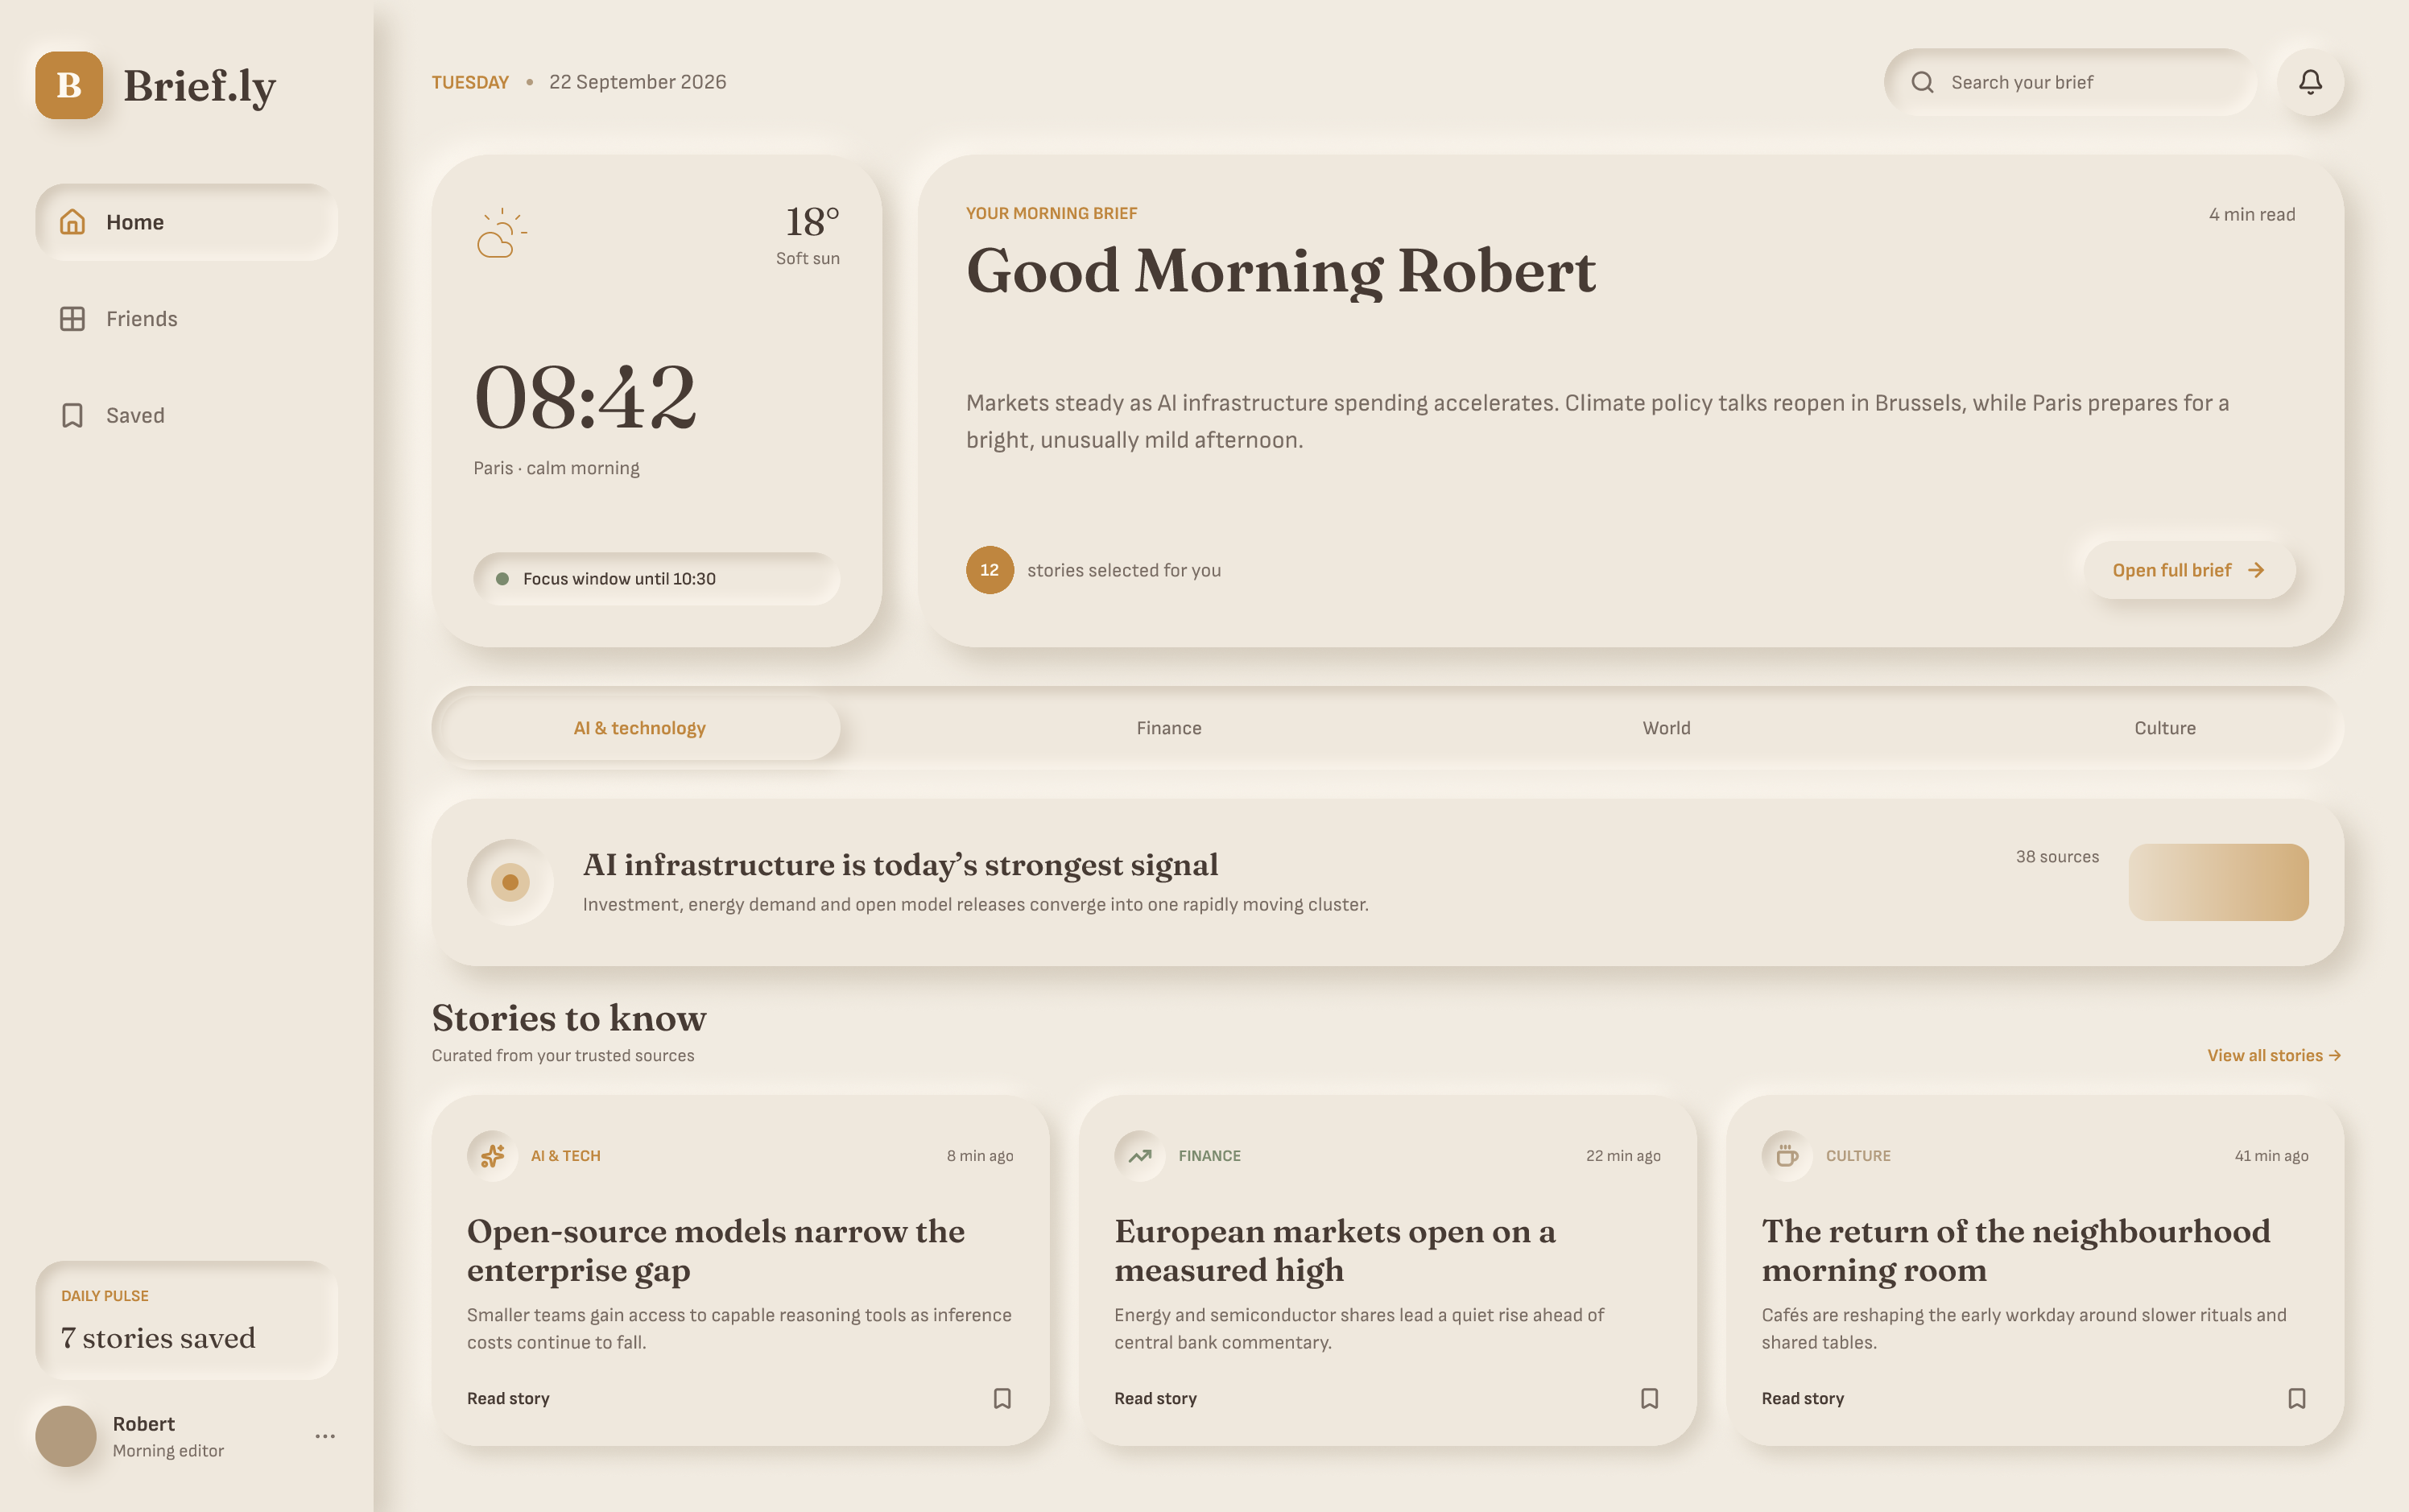 B
Brief.ly
Home
Friends
Saved
DAILY PULSE
7 stories saved
Robert
Morning editor
TUESDAY • 22 September 2026
Search your brief
18°
Soft sun
08:42
Paris · calm morning
Focus window until 10:30
YOUR MORNING BRIEF
4 min read
Good Morning Robert
Markets steady as AI infrastructure spending accelerates. Climate policy talks reopen in Brussels, while Paris prepares for a
bright, unusually mild afternoon.
12 stories selected for you
Open full brief →
AI & technology
Finance
World
Culture
AI infrastructure is today’s strongest signal
Investment, energy demand and open model releases converge into one rapidly moving cluster.
38 sources
Stories to know
Curated from your trusted sources
View all stories →
AI & TECH
8 min ago
Open-source models narrow the
enterprise gap
Smaller teams gain access to capable reasoning tools as inference
costs continue to fall.
Read story
FINANCE
22 min ago
European markets open on a
measured high
Energy and semiconductor shares lead a quiet rise ahead of
central bank commentary.
Read story
CULTURE
41 min ago
The return of the neighbourhood
morning room
Cafés are reshaping the early workday around slower rituals and
shared tables.
Read story